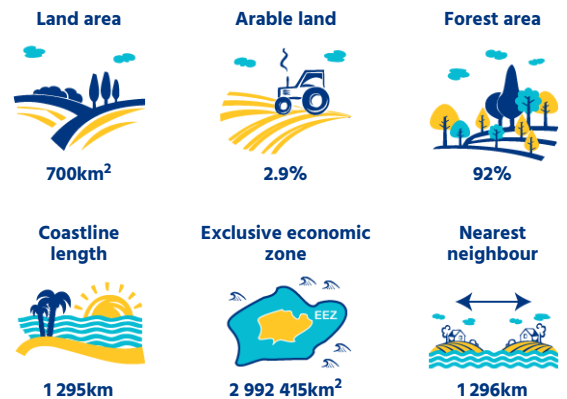 Land area
Arable land
Forest area
700km²
2.9%
92%
Coastline
length
Exclusive economic
zone
Nearest
neighbour
EEZ
1 295km
2 992 415km²
1 296km